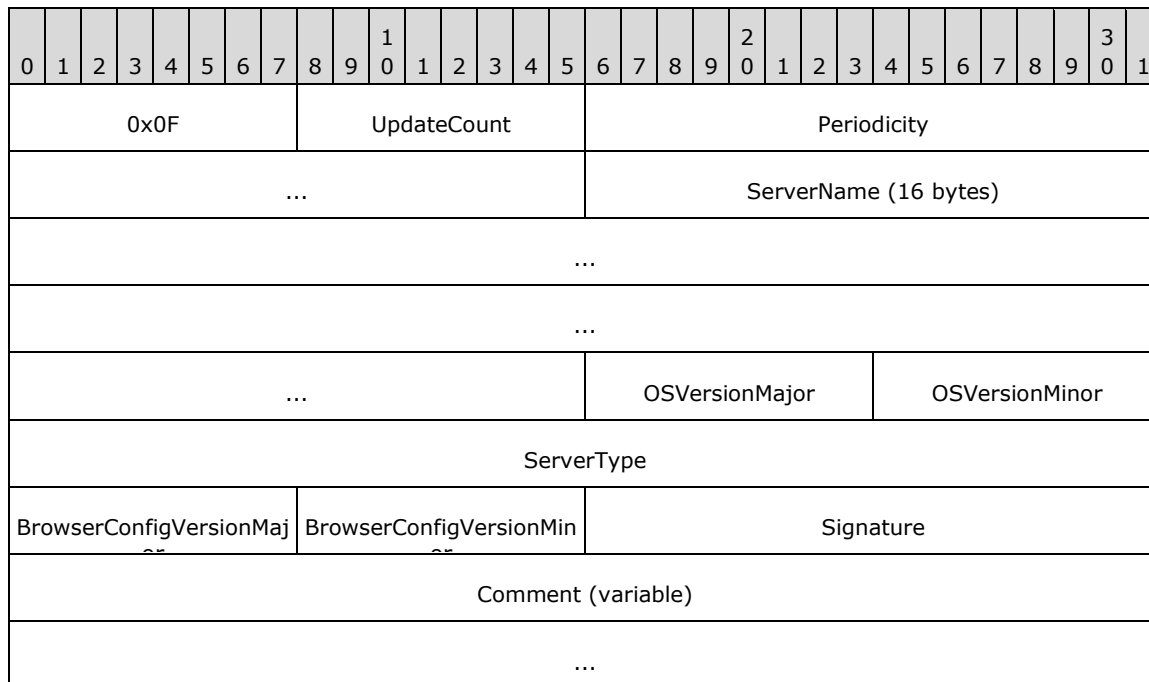 1 2 3
0 1 2 3 4 5 6 7 8 9 0 1 2 3 4 5 6 7 8 9 0 1 2 3 4 5 6 7 8 9 0 1
0x0F UpdateCount Periodicity
... ServerName (16 bytes)
...
...
... OSVersionMajor OSVersionMinor
ServerType
BrowserConfigVersionMaj BrowserConfigVersionMin Signature
or or
Comment (variable)
...